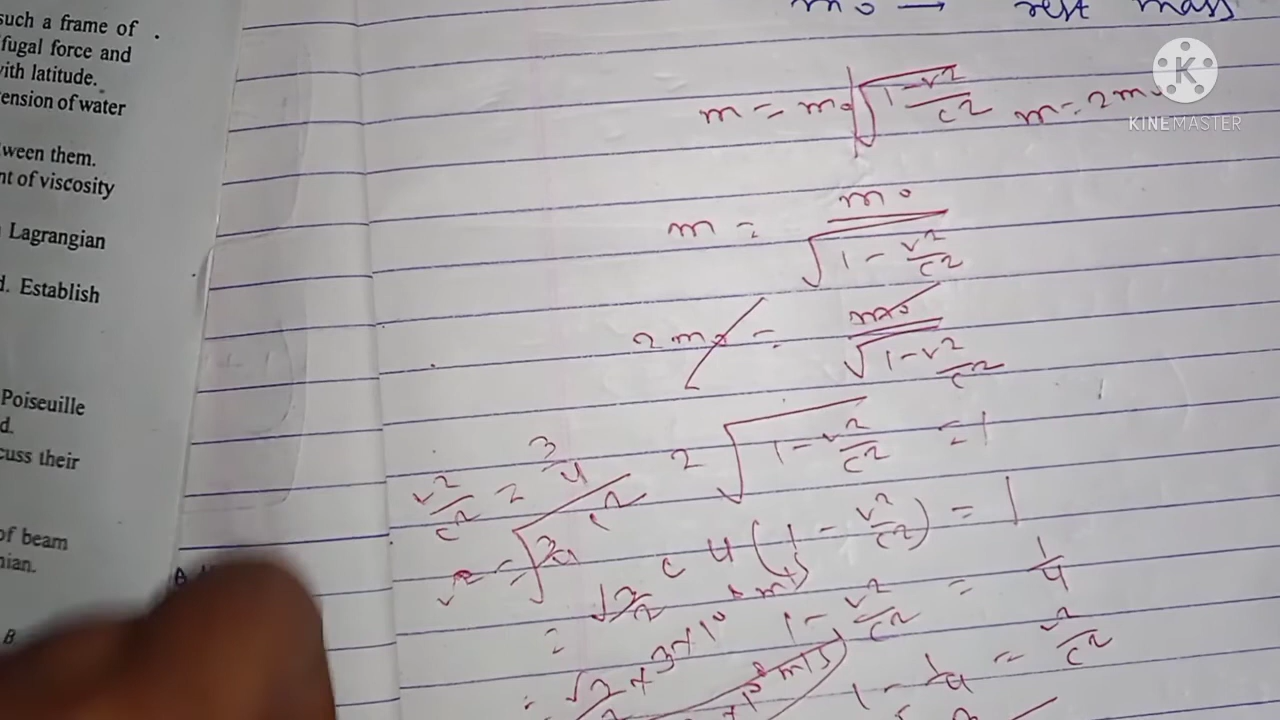 such a frame of
fugal force and
with latitude.
ension of water
ween them.
nt of viscosity
Lagrangian
d. Establish
Poiseuille
d.
cuss their
of beam
nian.
B
m₀ → rest mass
m = m₀ √(1-v²/c²) m = 2m₀
KINEMASTER
m = m₀/√(1 - v²/c²)
2m₀ = m₀/√(1-v²/c²)
2√(1-v²/c²) = 1
4(1 - v²/c²) = 1
1 - v²/c² = 1/4
1 - 1/4 = v²/c²
v²/c² = 3/4